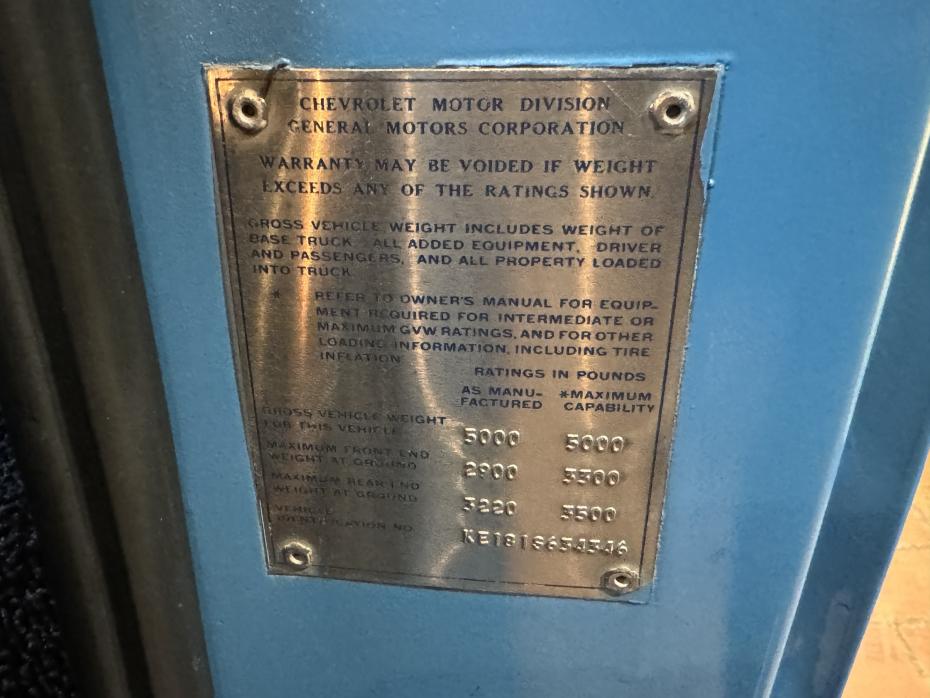 CHEVROLET MOTOR DIVISION
GENERAL MOTORS CORPORATION
WARRANTY MAY BE VOIDED IF WEIGHT
EXCEEDS ANY OF THE RATINGS SHOWN.
GROSS VEHICLE WEIGHT INCLUDES WEIGHT OF
BASE TRUCK, ALL ADDED EQUIPMENT, DRIVER
AND PASSENGERS, AND ALL PROPERTY LOADED
INTO TRUCK
* REFER TO OWNER'S MANUAL FOR EQUIP-
MENT REQUIRED FOR INTERMEDIATE OR
MAXIMUM GVW RATINGS, AND FOR OTHER
LOADING INFORMATION, INCLUDING TIRE
INFLATION
RATINGS IN POUNDS
AS MANU- *MAXIMUM
FACTURED CAPABILITY
GROSS VEHICLE WEIGHT
FOR THIS VEHICLE 5000 5000
MAXIMUM FRONT END
WEIGHT AT GROUND 2900 3300
MAXIMUM REAR END
WEIGHT AT GROUND 3220 3500
VEHICLE
IDENTIFICATION NO. KE181S634346